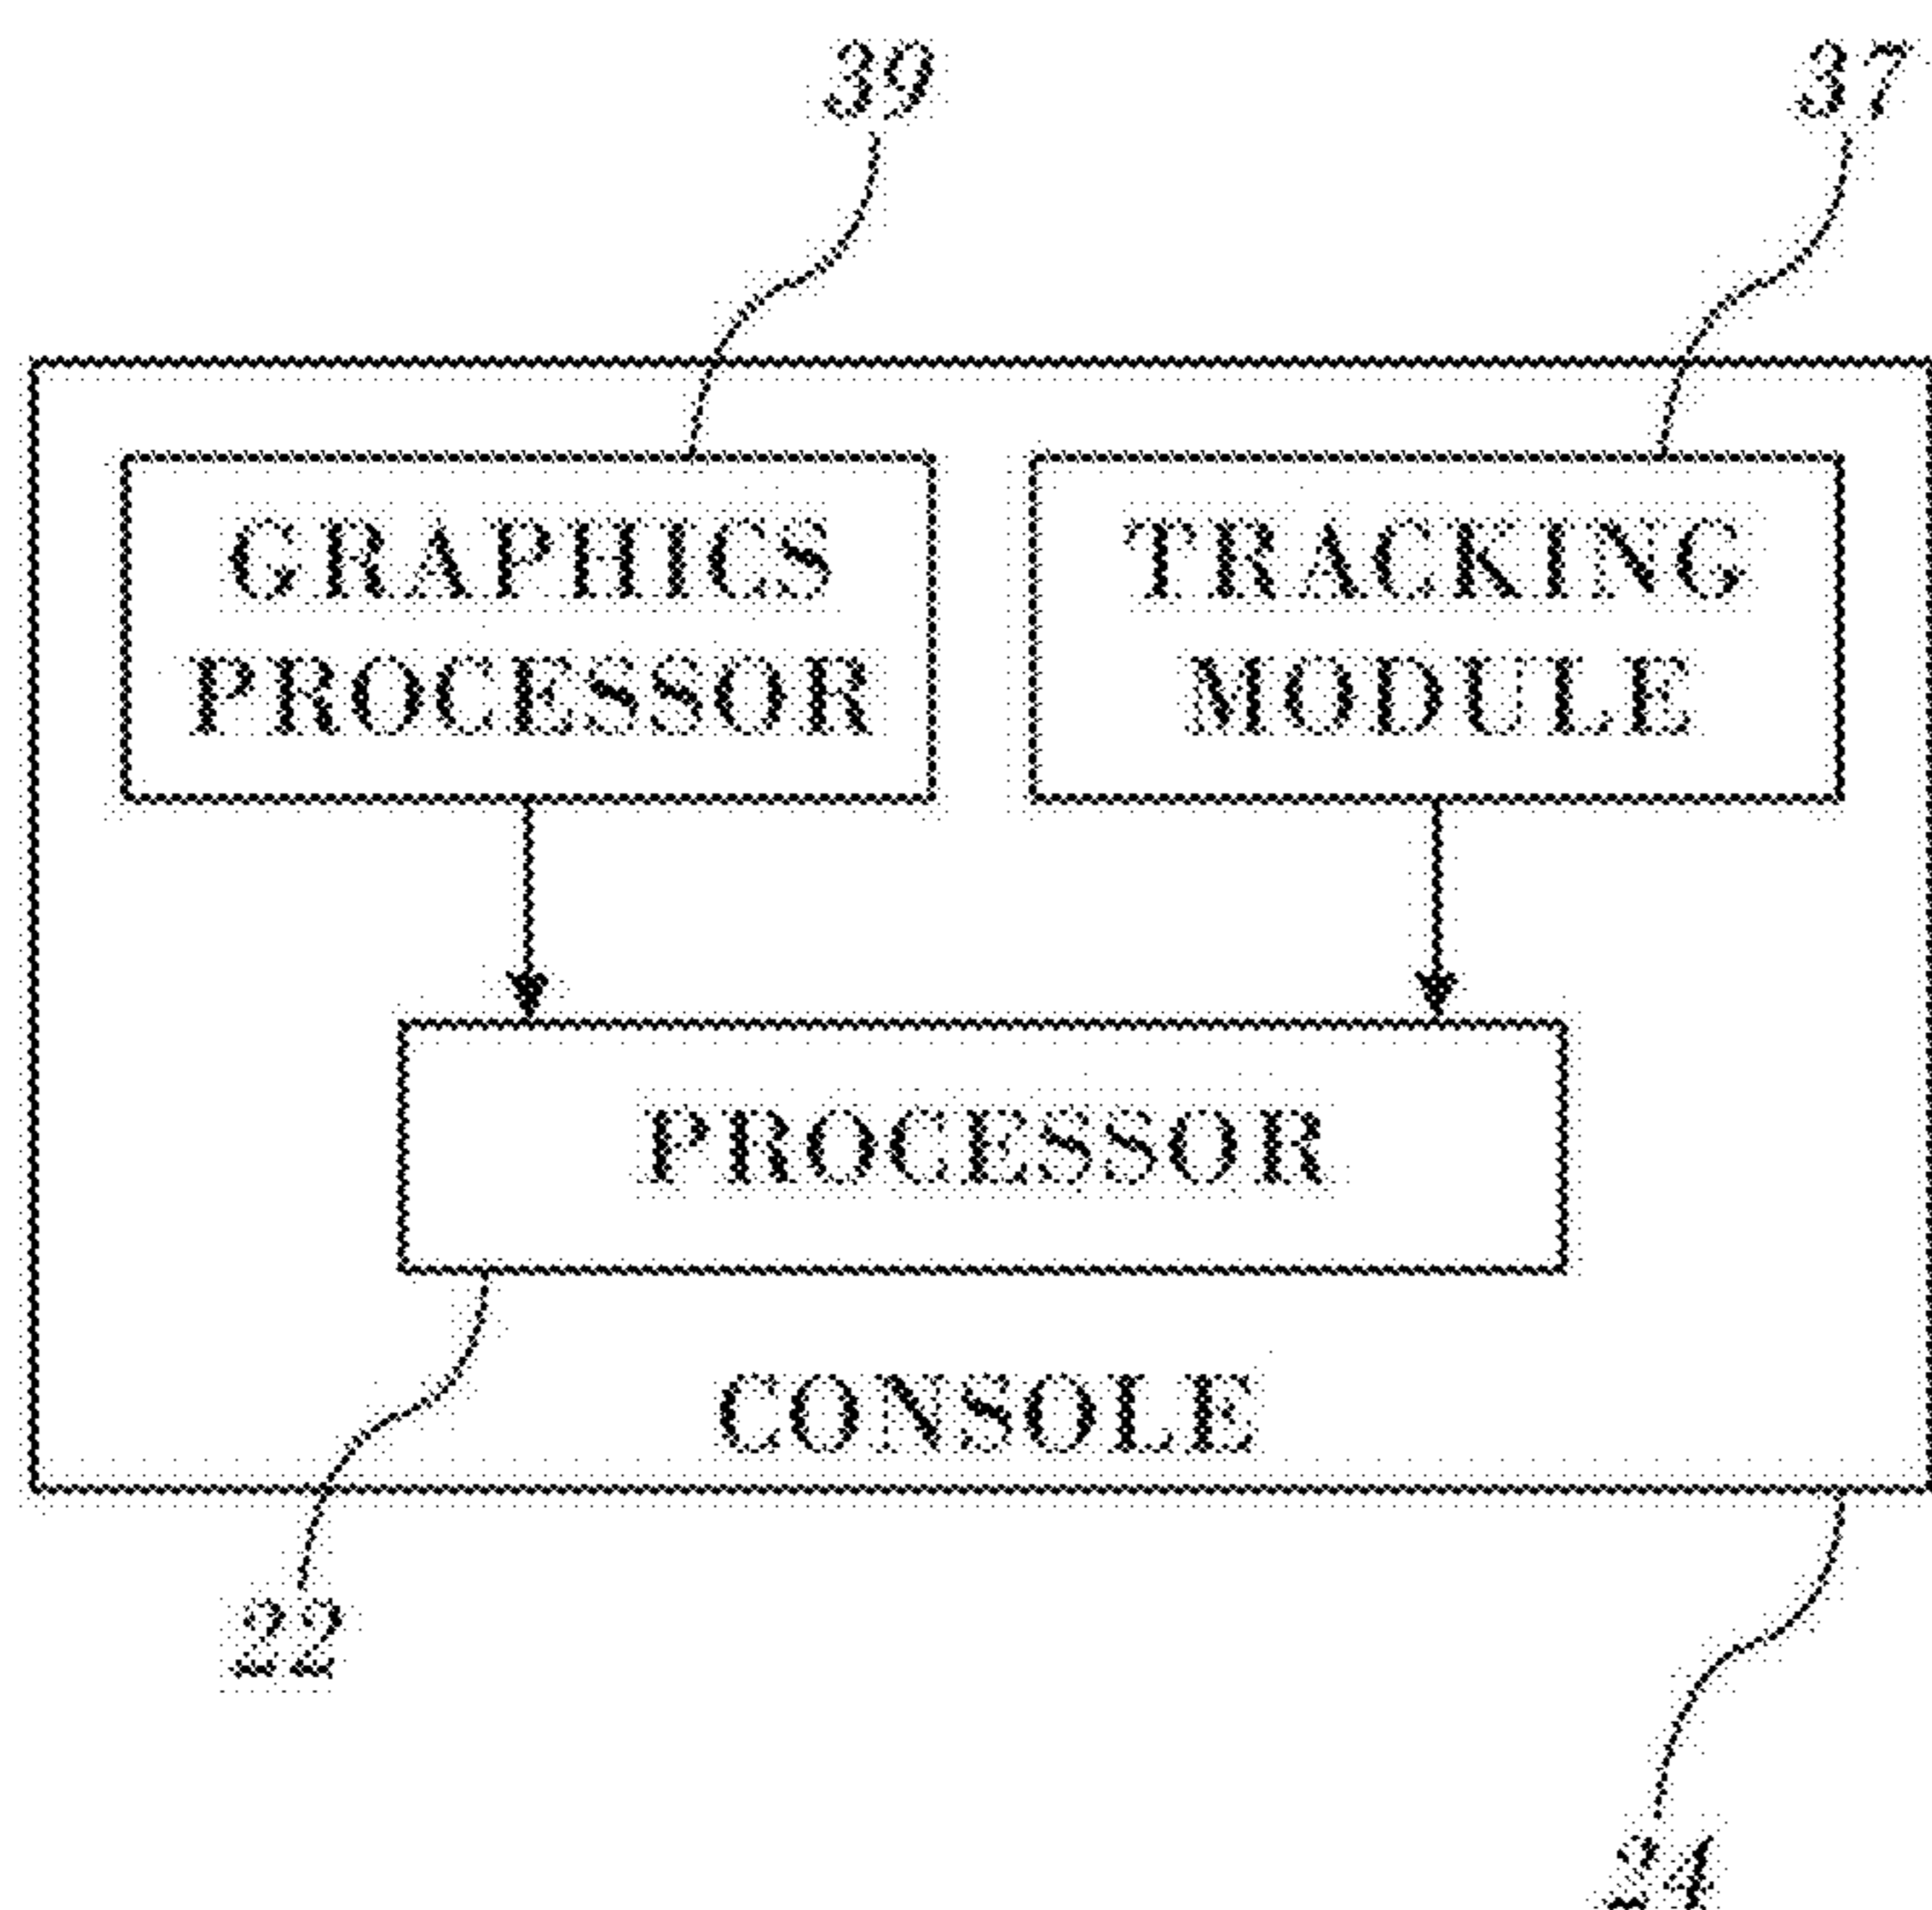 39 37
GRAPHICS
PROCESSOR
TRACKING
MODULE
PROCESSOR
CONSOLE
22
24